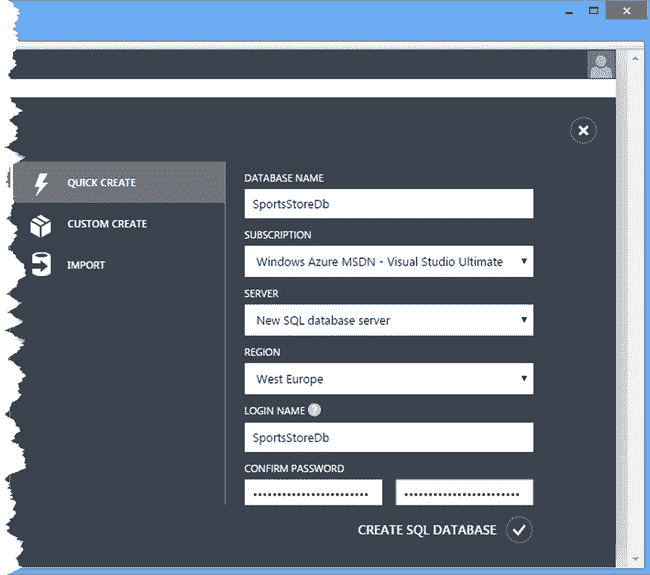 QUICK CREATE
CUSTOM CREATE
IMPORT
DATABASE NAME
SportsStoreDb
SUBSCRIPTION
Windows Azure MSDN - Visual Studio Ultimate
SERVER
New SQL database server
REGION
West Europe
LOGIN NAME ?
SportsStoreDb
CONFIRM PASSWORD
CREATE SQL DATABASE